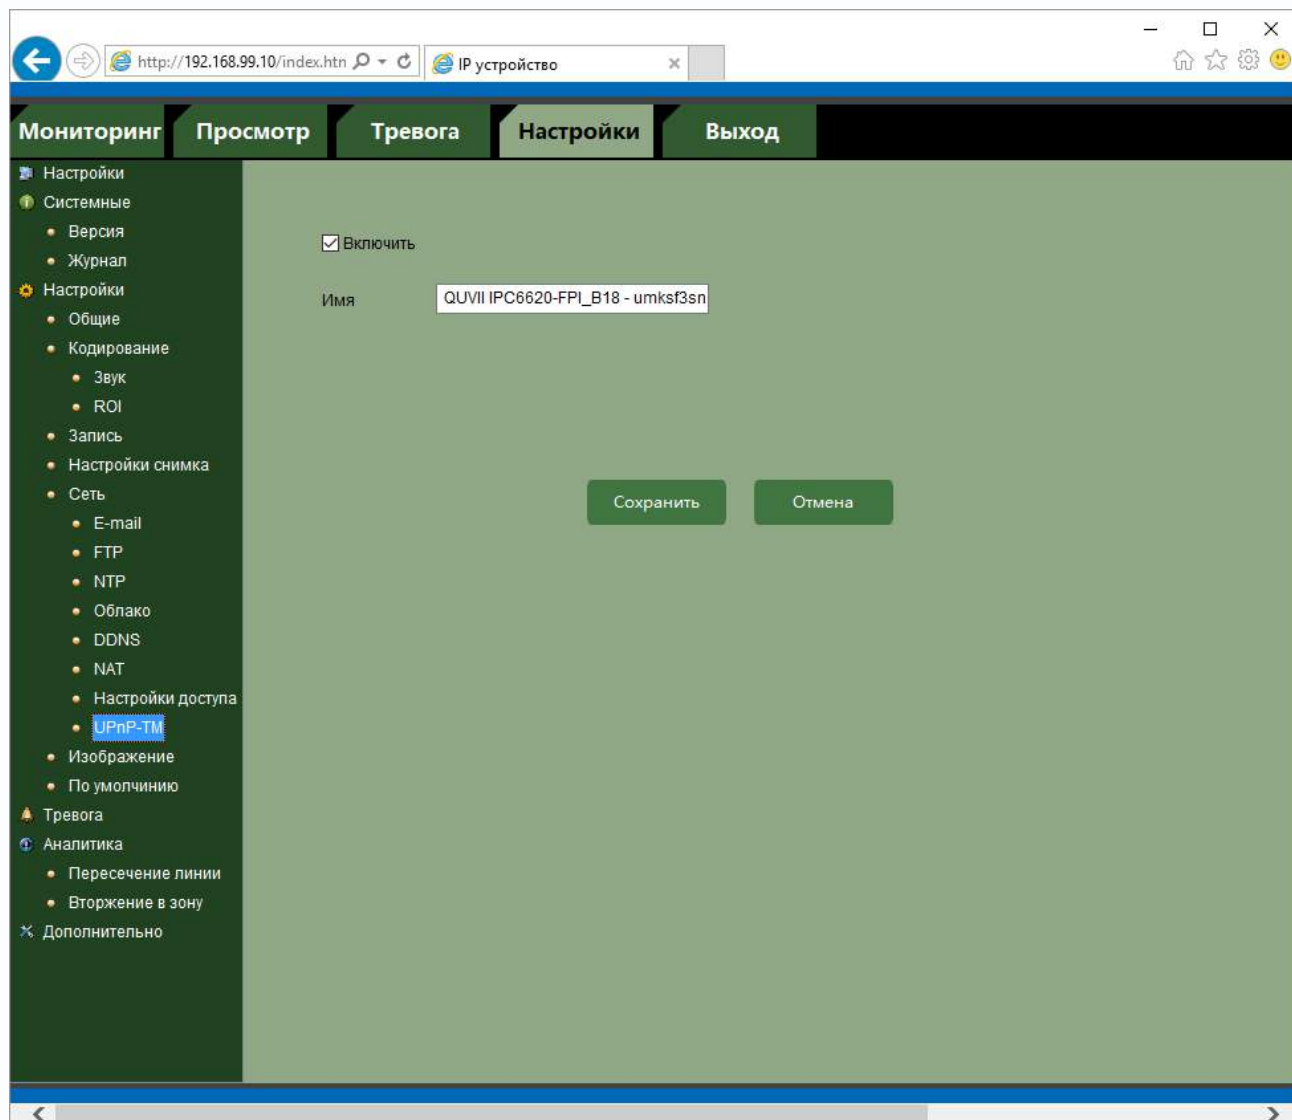 http://192.168.99.10/index.htn
IP устройство
Мониторинг Просмотр Тревога Настройки Выход
Настройки
Системные
Версия
Журнал
Настройки
Общие
Кодирование
Звук
ROI
Запись
Настройки снимка
Сеть
E-mail
FTP
NTP
Облако
DDNS
NAT
Настройки доступа
UPnP-TM
Изображение
По умолчинию
Тревога
Аналитика
Пересечение линии
Вторжение в зону
Дополнительно
Включить
Имя QUVII IPC6620-FPI_B18 - umksf3sn
Сохранить Отмена